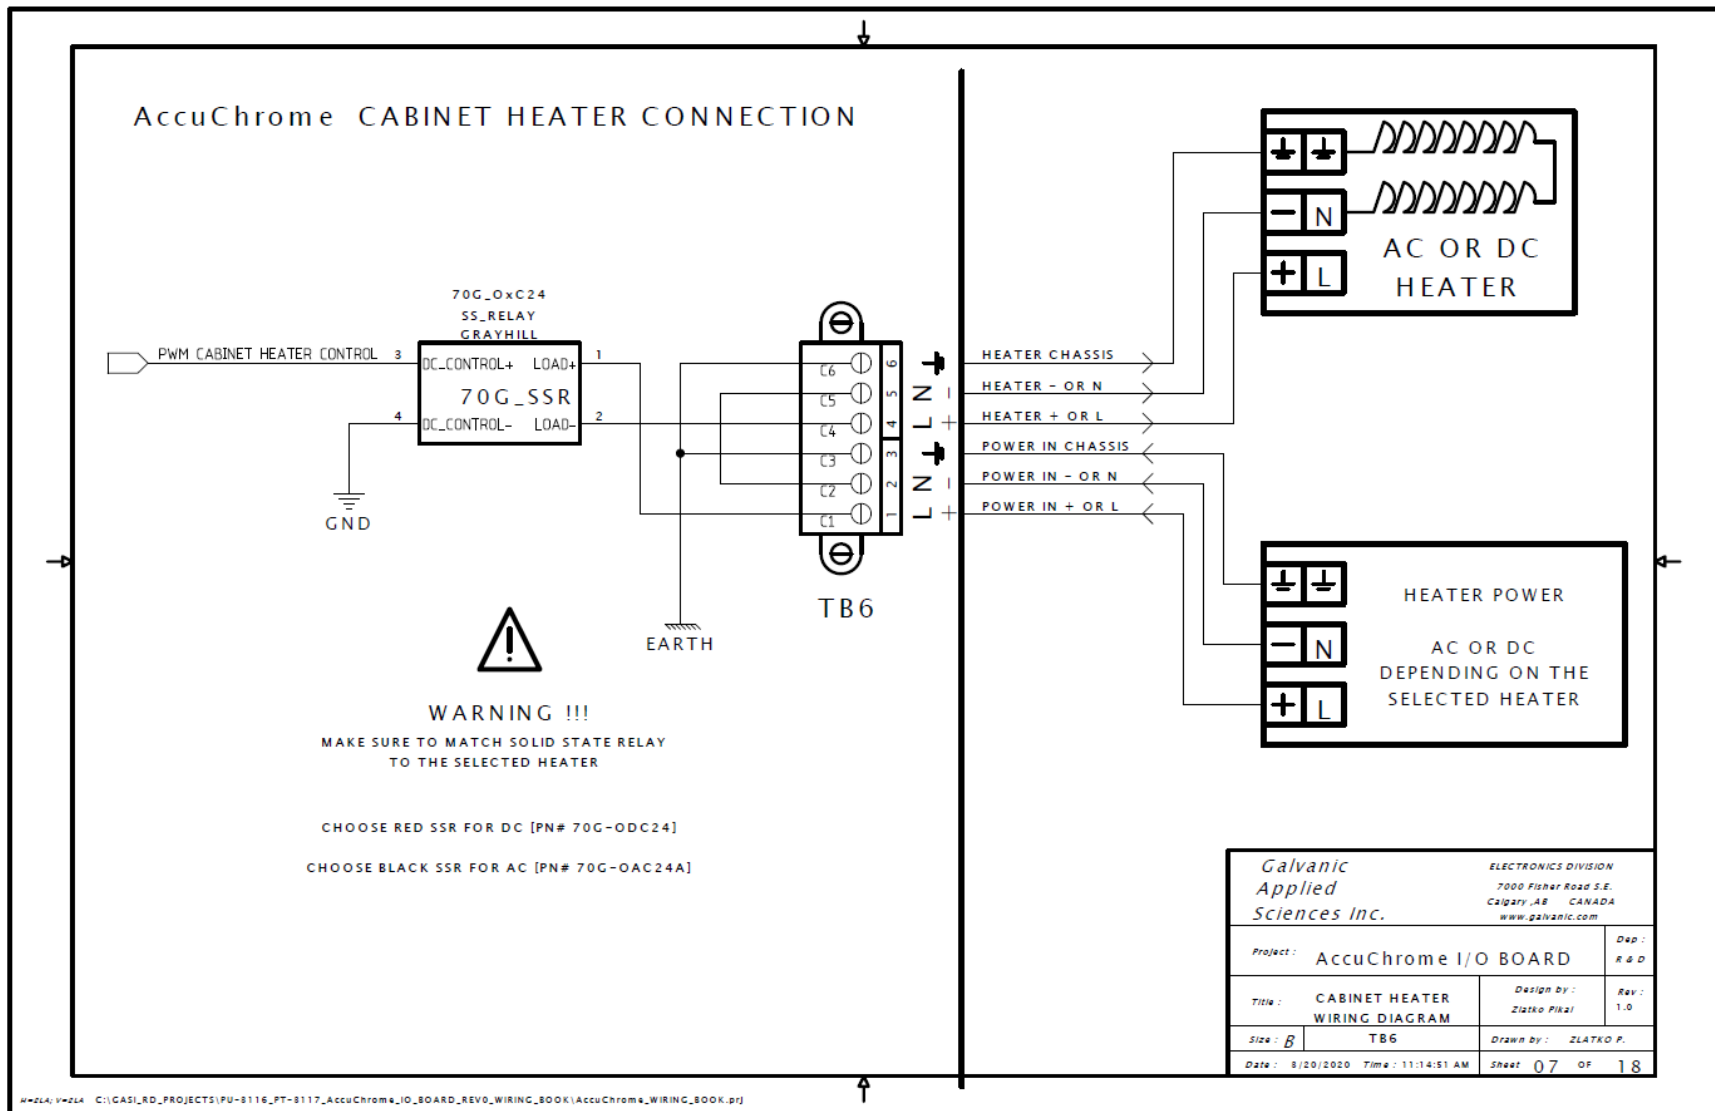 AccuChrome CABINET HEATER CONNECTION
AC OR DC
HEATER
N
L
70G_OxC24
SS_RELAY
GRAYHILL
PWM CABINET HEATER CONTROL
3
DC_CONTROL+ LOAD+
1
70G_SSR
4
DC_CONTROL- LOAD-
2
GND
EARTH
C6 6
C5 5 N -
C4 4 L +
C3 3
C2 2 N -
C1 1 L +
TB6
HEATER CHASSIS
HEATER - OR N
HEATER + OR L
POWER IN CHASSIS
POWER IN - OR N
POWER IN + OR L
HEATER POWER
AC OR DC
DEPENDING ON THE
SELECTED HEATER
N
L
WARNING !!!
MAKE SURE TO MATCH SOLID STATE RELAY
TO THE SELECTED HEATER
CHOOSE RED SSR FOR DC [PN# 70G-ODC24]
CHOOSE BLACK SSR FOR AC [PN# 70G-OAC24A]
Galvanic
Applied
Sciences Inc.
ELECTRONICS DIVISION
7000 Fisher Road S.E.
Calgary ,AB CANADA
www.galvanic.com
Project : AccuChrome I/O BOARD
Dep :
R & D
Title : CABINET HEATER
WIRING DIAGRAM
Design by :
Zlatko Pikal
Rev :
1.0
Size : B TB6
Drawn by : ZLATKO P.
Date : 8/20/2020 Time : 11:14:51 AM
Sheet 07 OF 18
C:\GASI_RD_PROJECTS\PU-8116_PT-8117_AccuChrome_IO_BOARD_REV0_WIRING_BOOK\AccuChrome_WIRING_BOOK.prj